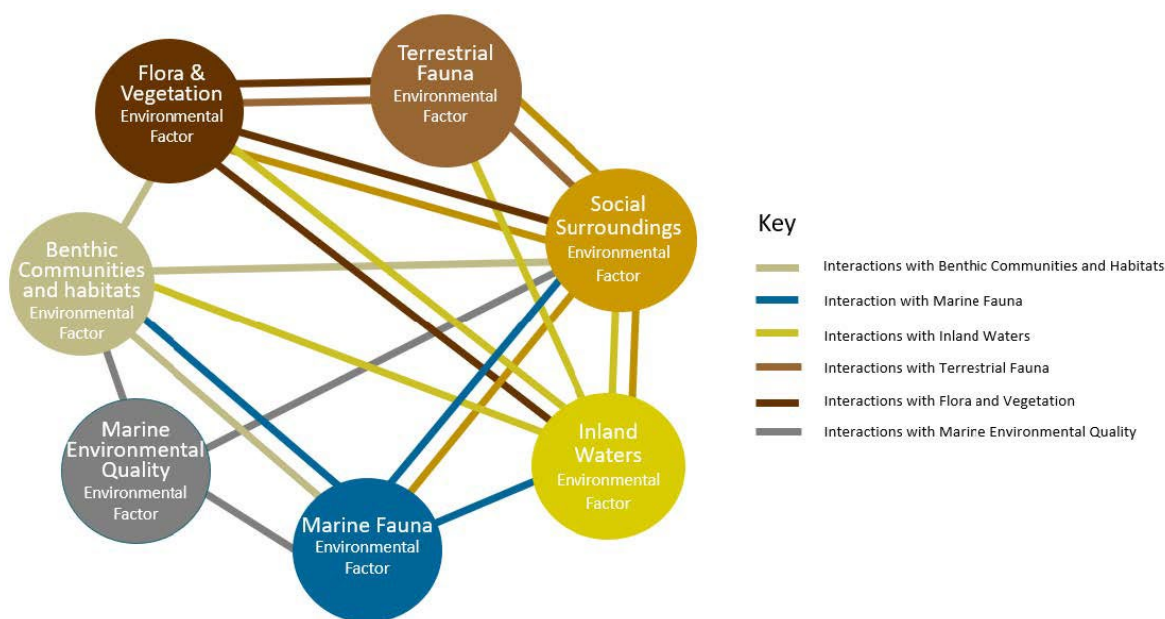 Flora &
Vegetation
Environmental
Factor
Terrestrial
Fauna
Environmental
Factor
Social
Surroundings
Environmental
Factor
Benthic
Communities
and habitats
Environmental
Factor
Marine
Environmental
Quality
Environmental
Factor
Marine Fauna
Environmental
Factor
Inland
Waters
Environmental
Factor
Key
Interactions with Benthic Communities and Habitats
Interaction with Marine Fauna
Interactions with Inland Waters
Interactions with Terrestrial Fauna
Interactions with Flora and Vegetation
Interactions with Marine Environmental Quality